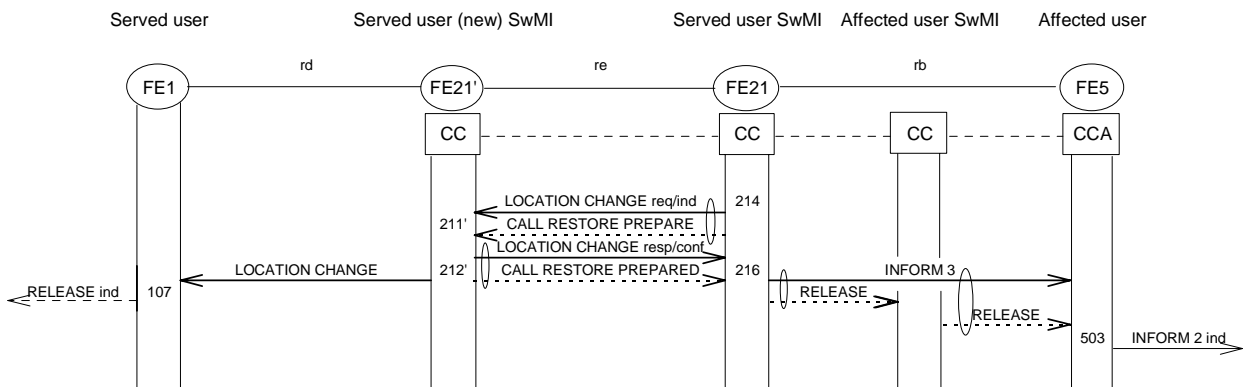 Served user
Served user (new) SwMI
Served user SwMI
Affected user SwMI
Affected user
rd
re
rb
FE1
FE21'
FE21
FE5
CC
CC
CC
CCA
LOCATION CHANGE req/ind
214
211'
CALL RESTORE PREPARE
LOCATION CHANGE resp/conf
LOCATION CHANGE
212'
CALL RESTORE PREPARED
216
INFORM 3
RELEASE ind
107
RELEASE
RELEASE
503
INFORM 2 ind